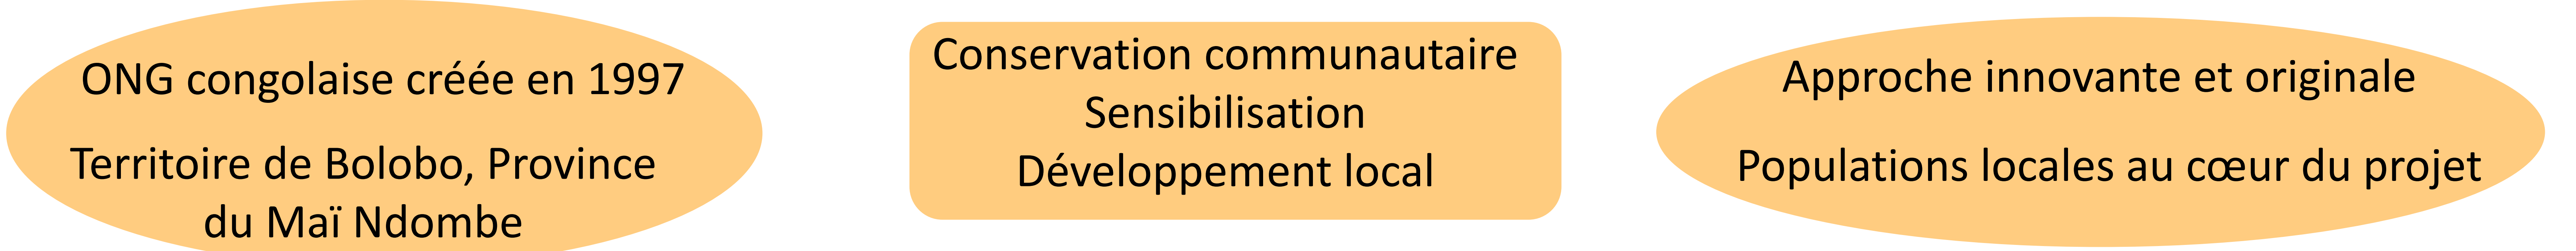 ONG congolaise créée en 1997
Territoire de Bolobo, Province
du Maï Ndombe
Conservation communautaire
Sensibilisation
Développement local
Approche innovante et originale
Populations locales au cœur du projet